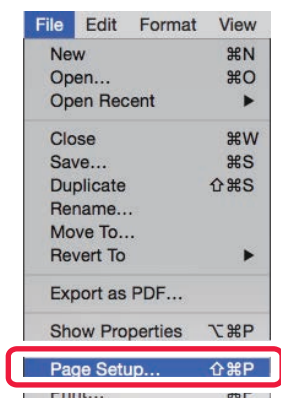 File Edit Format View
New ⌘N
Open... ⌘O
Open Recent ▶
Close ⌘W
Save... ⌘S
Duplicate ⇧⌘S
Rename...
Move To...
Revert To ▶
Export as PDF...
Show Properties ⌥⌘P
Page Setup... ⇧⌘P